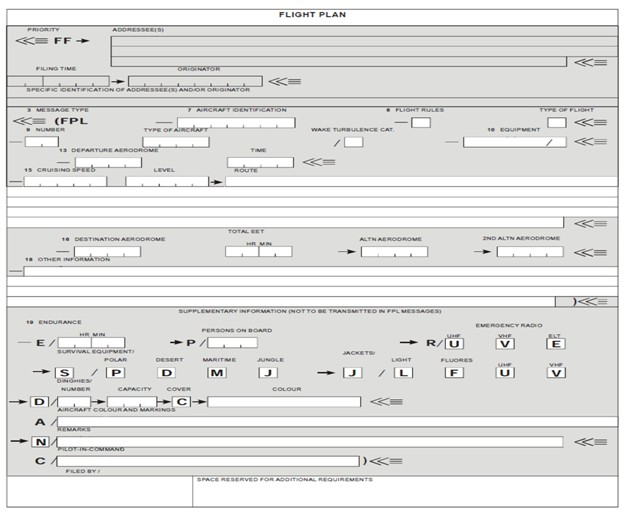 FLIGHT PLAN
PRIORITY ADDRESSEE(S)
FF
FILING TIME ORIGINATOR
SPECIFIC IDENTIFICATION OF ADDRESSEE(S) AND/OR ORIGINATOR
3 MESSAGE TYPE 7 AIRCRAFT IDENTIFICATION 8 FLIGHT RULES TYPE OF FLIGHT
(FPL
9 NUMBER TYPE OF AIRCRAFT WAKE TURBULENCE CAT. 10 EQUIPMENT
/ /
13 DEPARTURE AERODROME TIME
15 CRUISING SPEED LEVEL ROUTE
TOTAL EET
16 DESTINATION AERODROME HR MIN ALTN AERODROME 2ND ALTN AERODROME
18 OTHER INFORMATION
)
SUPPLEMENTARY INFORMATION (NOT TO BE TRANSMITTED IN FPL MESSAGES)
19 ENDURANCE EMERGENCY RADIO
HR MIN PERSONS ON BOARD UHF VHF ELT
E / P / R/ U V E
SURVIVAL EQUIPMENT/ POLAR DESERT MARITIME JUNGLE JACKETS/ LIGHT FLUORES UHF VHF
S / P D M J J / L F U V
DINGHIES/
NUMBER CAPACITY COVER COLOUR
D / C
AIRCRAFT COLOUR AND MARKINGS
A /
REMARKS
N /
PILOT-IN-COMMAND
C / )
FILED BY / SPACE RESERVED FOR ADDITIONAL REQUIREMENTS